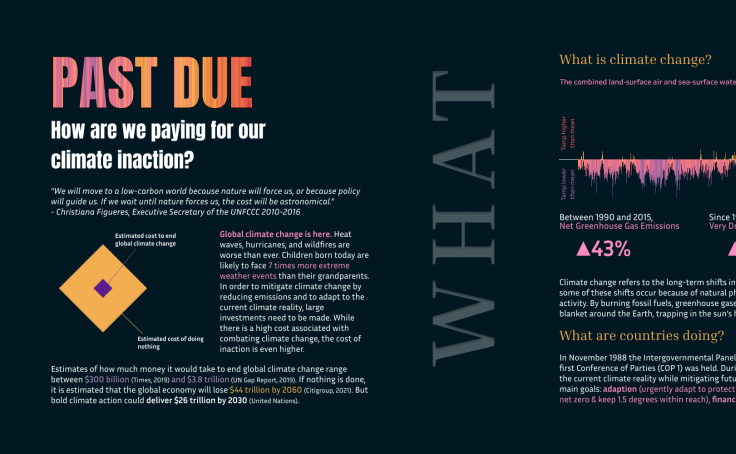 PAST DUE
How are we paying for our
climate inaction?
"We will move to a low-carbon world because nature will force us, or because policy
will guide us. If we wait until nature forces us, the cost will be astronomical."
- Christiana Figueres, Executive Secretary of the UNFCCC 2010-2016
Estimated cost to end
global climate change
Estimated cost of doing
nothing
Global climate change is here. Heat
waves, hurricanes, and wildfires are
worse than ever. Children born today are
likely to face 7 times more extreme
weather events than their grandparents.
In order to mitigate climate change by
reducing emissions and to adapt to the
current climate reality, large
investments need to be made. While
there is a high cost associated with
combating climate change, the cost of
inaction is even higher.
Estimates of how much money it would take to end global climate change range
between $300 billion (Times, 2019) and $3.8 trillion (UN Gap Report, 2019). If nothing is done,
it is estimated that the global economy will lose $44 trillion by 2060 (Citigroup, 2021). But
bold climate action could deliver $26 trillion by 2030 (United Nations).
WHAT
What is climate change?
The combined land-surface air and sea-surface wate
Temp higher
than mean
Temp lower
than mean
Between 1990 and 2015,
Net Greenhouse Gas Emissions
▲43%
Since 1
Very Dr
▲
Climate change refers to the long-term shifts in
some of these shifts occur because of natural ph
activity. By burning fossil fuels, greenhouse gase
blanket around the Earth, trapping in the sun's h
What are countries doing?
In November 1988 the Intergovernmental Panel
first Conference of Parties (COP 1) was held. Duri
the current climate reality while mitigating futu
main goals: adaption (urgently adapt to protect
net zero & keep 1.5 degrees within reach), financ